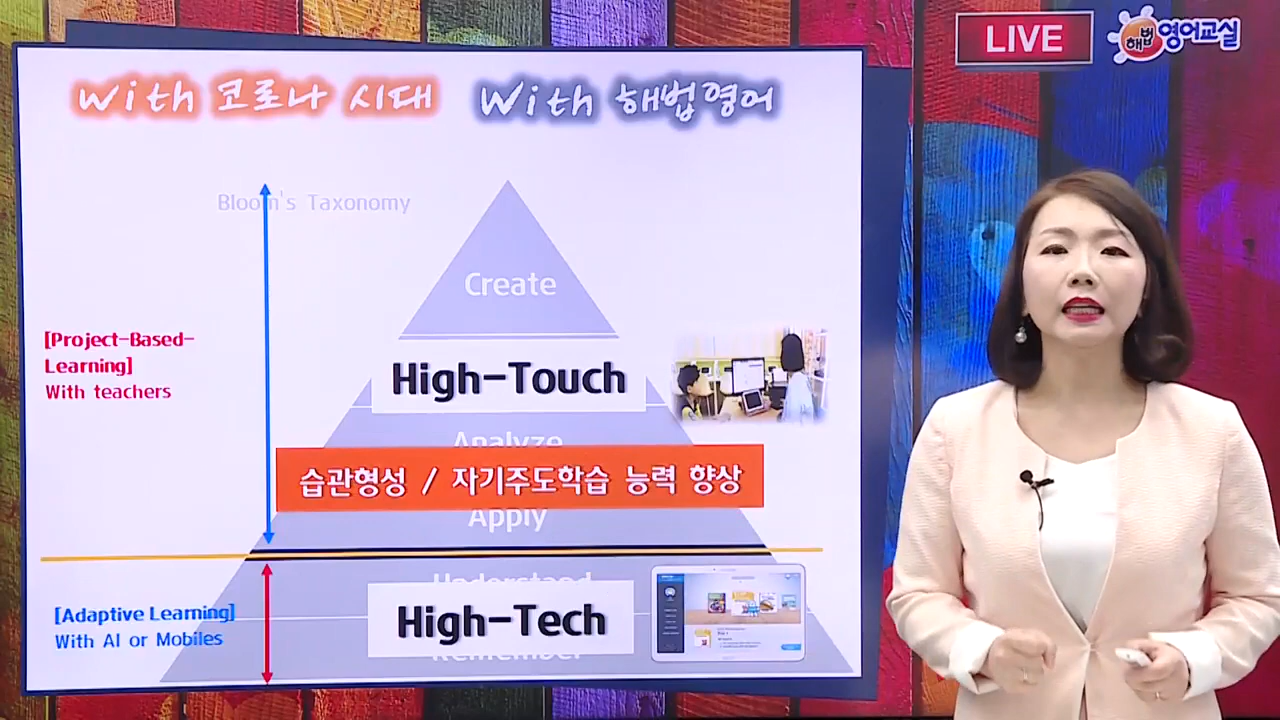 LIVE
해법영어교실
with 코로나 시대 with 해법영어
Bloom's Taxonomy
Create
[Project-Based-
Learning]
With teachers
High-Touch
Analyze
습관형성 / 자기주도학습 능력 향상
Apply
Understand
[Adaptive Learning]
With AI or Mobiles
High-Tech
Remember